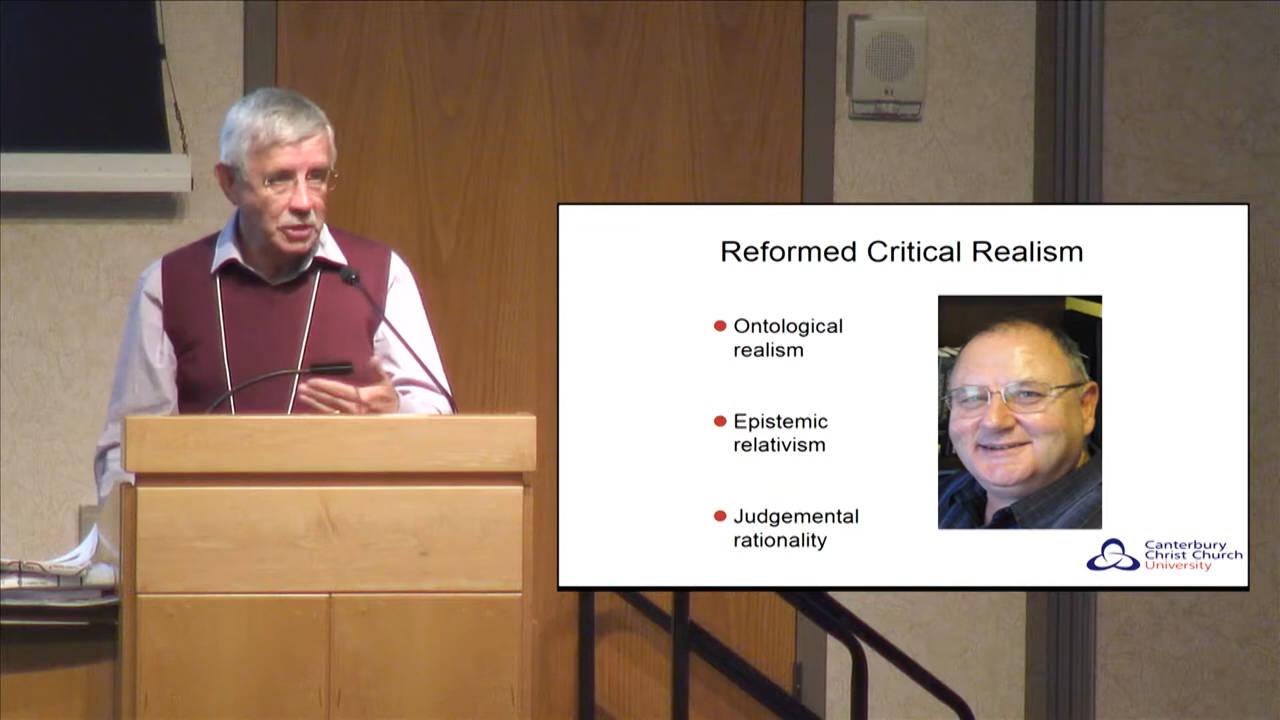 Reformed Critical Realism
Ontological
realism
Epistemic
relativism
Judgemental
rationality
Canterbury
Christ Church
University